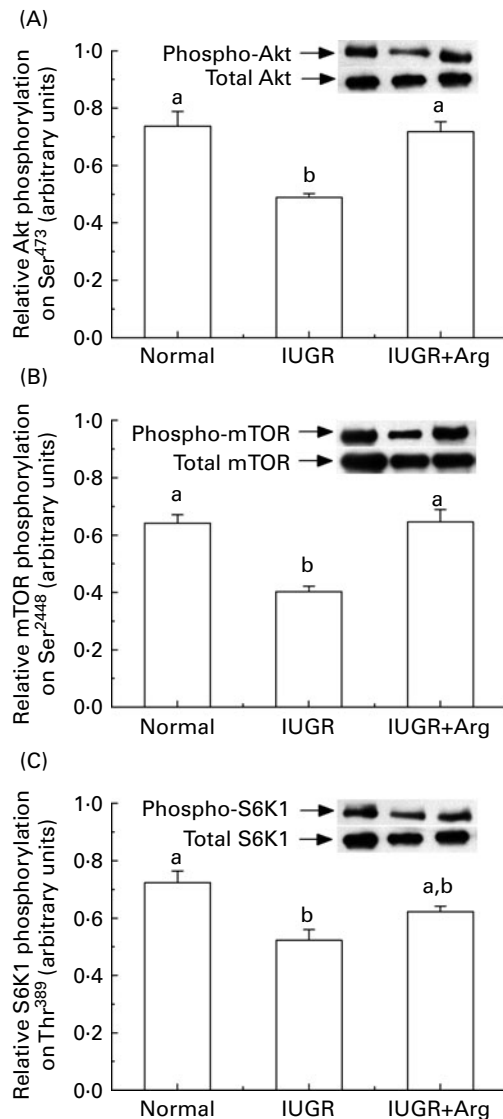 (A)
Relative Akt phosphorylation
on Ser473 (arbitrary units)
1·0
0·8
0·6
0·4
0·2
0·0
Phospho-Akt
Total Akt
a
b
a
Normal
IUGR
IUGR+Arg
(B)
Relative mTOR phosphorylation
on Ser2448 (arbitrary units)
1·0
0·8
0·6
0·4
0·2
0·0
Phospho-mTOR
Total mTOR
a
b
a
Normal
IUGR
IUGR+Arg
(C)
Relative S6K1 phosphorylation
on Thr389 (arbitrary units)
1·0
0·8
0·6
0·4
0·2
0·0
Phospho-S6K1
Total S6K1
a
b
a,b
Normal
IUGR
IUGR+Arg